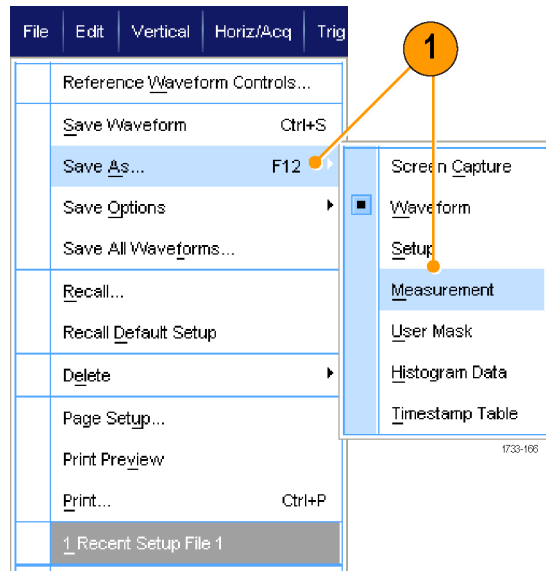 File Edit Vertical Horiz/Acq Trig
1
Reference Waveform Controls...
Save Waveform Ctrl+S
Save As... F12
Save Options
Save All Waveforms...
Recall...
Recall Default Setup
Delete
Page Setup...
Print Preview
Print... Ctrl+P
1 Recent Setup File 1
Screen Capture
Waveform
Setup
Measurement
User Mask
Histogram Data
Timestamp Table
1733-166